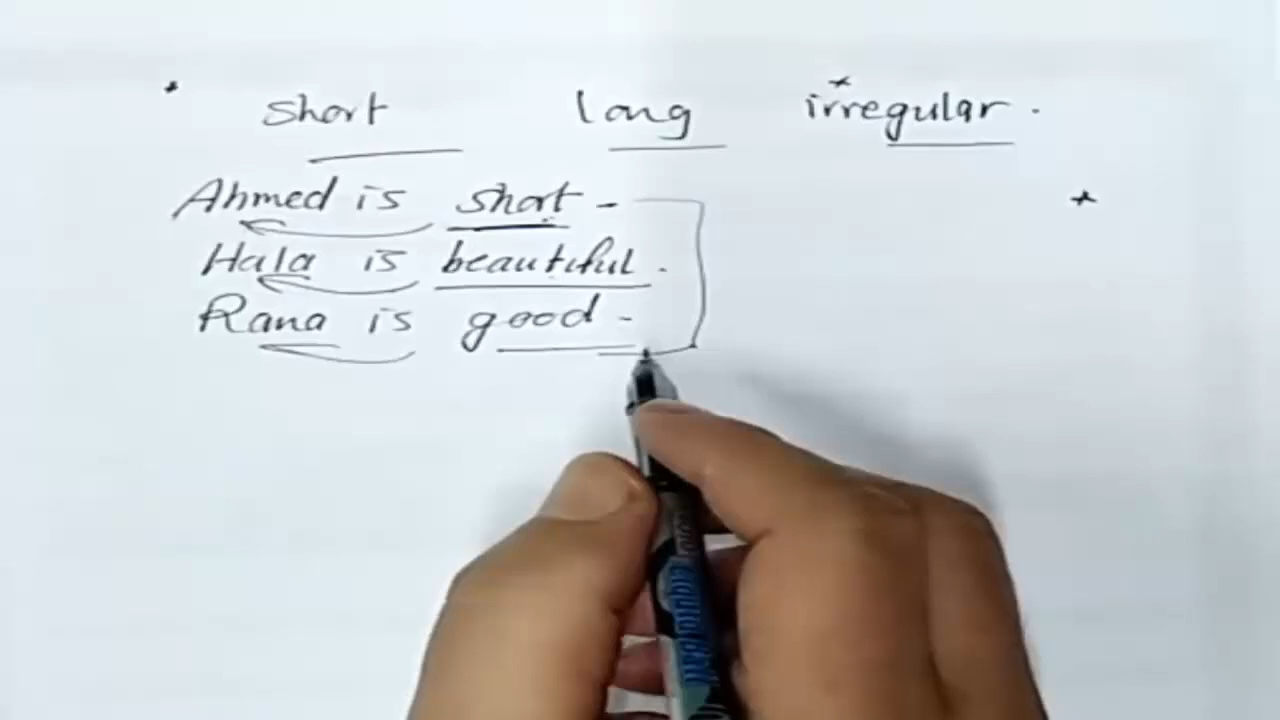 short long irregular.
Ahmed is short -
Hala is beautiful.
Rana is good -